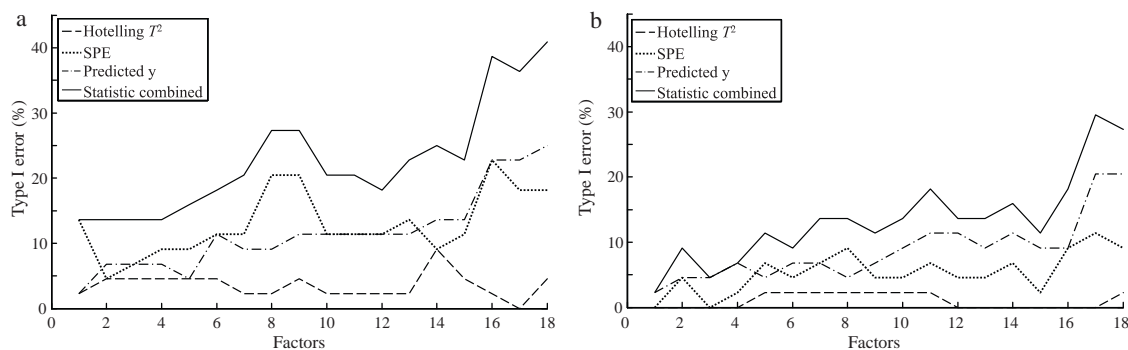 a
Hotelling T²
SPE
Predicted y
Statistic combined
Type I error (%)
40
30
20
10
0
0 2 4 6 8 10 12 14 16 18
Factors
b
Hotelling T²
SPE
Predicted y
Statistic combined
Type I error (%)
40
30
20
10
0
0 2 4 6 8 10 12 14 16 18
Factors